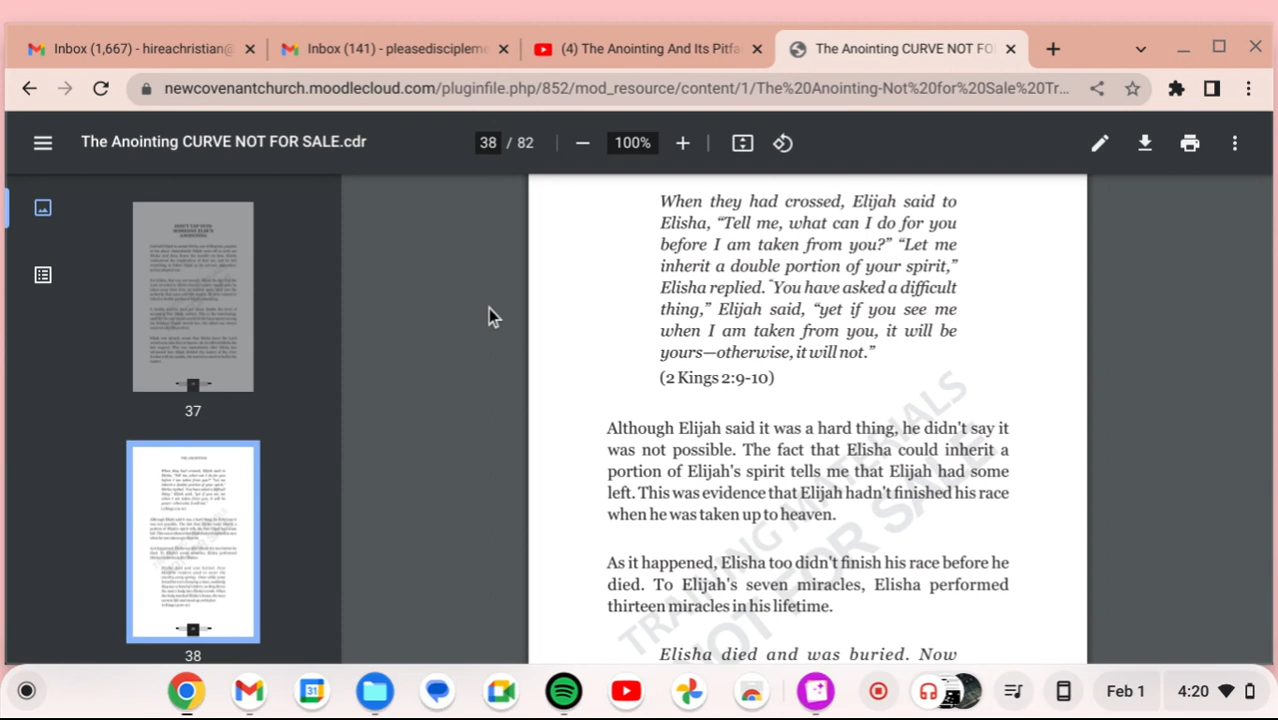 Inbox (1,667) - hireachristian@
Inbox (141) - pleasediscipleme
(4) The Anointing And Its Pitfa
The Anointing CURVE NOT FO
newcovenantchurch.moodlecloud.com/pluginfile.php/852/mod_resource/content/1/The%20Anointing-Not%20for%20Sale%20Tr...
The Anointing CURVE NOT FOR SALE.cdr
38 / 82
100%
37
38
When they had crossed, Elijah said to
Elisha, “Tell me, what can I do for you
before I am taken from you?” “Let me
inherit a double portion of your spirit,”
Elisha replied. “You have asked a difficult
thing,” Elijah said, “yet if you see me
when I am taken from you, it will be
yours—otherwise, it will not.”
(2 Kings 2:9-10)
Although Elijah said it was a hard thing, he didn't say it
was not possible. The fact that Elisha could inherit a
portion of Elijah's spirit tells me that Elijah had some
left. This was evidence that Elijah hadn't finished his race
when he was taken up to heaven.
As it happened, Elisha too didn't finish his race before he
died. To Elijah's seven miracles, Elisha performed
thirteen miracles in his lifetime.
Elisha died and was buried. Now
TRAINING MATERIALS
NOT FOR SALE
31
Feb 1
4:20